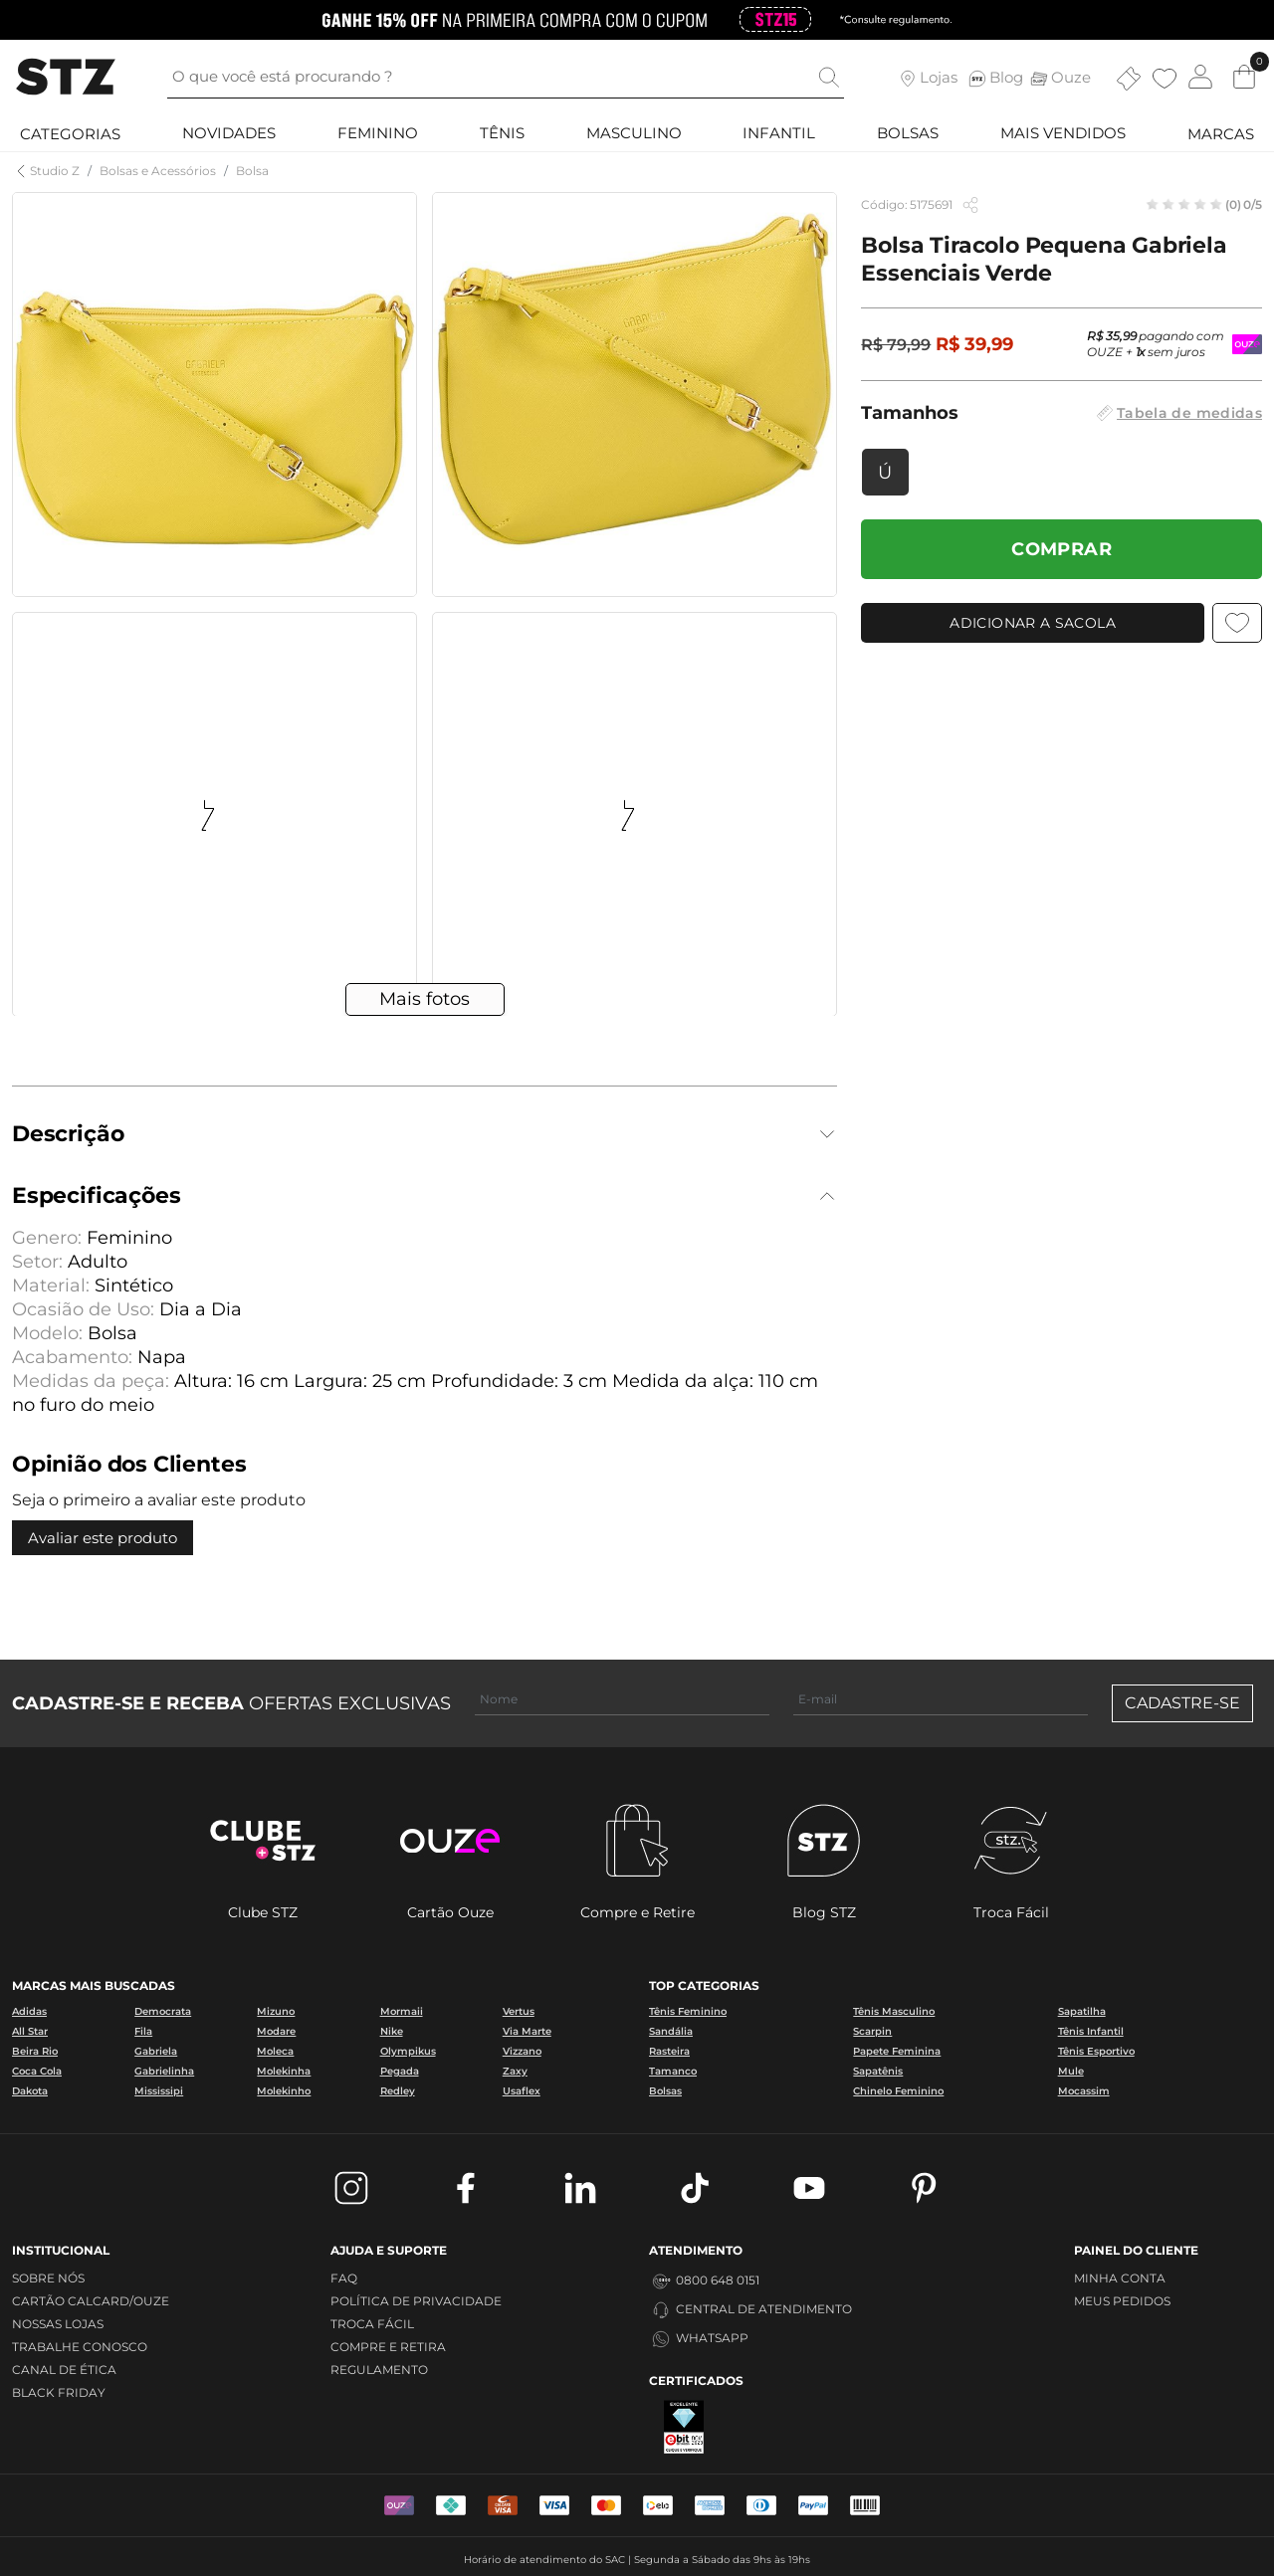 GANHE 15% OFF NA PRIMEIRA COMPRA COM O CUPOM STZ15 *Consulte regulamento.
STZ
O que você está procurando ?
Lojas
STZ Blog
Ouze
0
CATEGORIAS NOVIDADES FEMININO TÊNIS MASCULINO INFANTIL BOLSAS MAIS VENDIDOS MARCAS
Studio Z / Bolsas e Acessórios / Bolsa
GABRIELA
GABRIELA
Código: 5175691
(0) 0/5
Bolsa Tiracolo Pequena Gabriela
Essenciais Verde
R$ 79,99 R$ 39,99
R$ 35,99 pagando com
OUZE + 1x sem juros
Tamanhos
Tabela de medidas
Ú
COMPRAR
ADICIONAR A SACOLA
Mais fotos
Descrição
Especificações
Genero: Feminino
Setor: Adulto
Material: Sintético
Ocasião de Uso: Dia a Dia
Modelo: Bolsa
Acabamento: Napa
Medidas da peça: Altura: 16 cm Largura: 25 cm Profundidade: 3 cm Medida da alça: 110 cm
no furo do meio
Opinião dos Clientes
Seja o primeiro a avaliar este produto
Avaliar este produto
CADASTRE-SE E RECEBA OFERTAS EXCLUSIVAS
Nome
E-mail
CADASTRE-SE
CLUBE
+STZ
ouze
STZ
stz.
Clube STZ
Cartão Ouze
Compre e Retire
Blog STZ
Troca Fácil
MARCAS MAIS BUSCADAS
Adidas Democrata Mizuno Mormaii Vertus
All Star Fila Modare Nike Via Marte
Beira Rio Gabriela Moleca Olympikus Vizzano
Coca Cola Gabrielinha Molekinha Pegada Zaxy
Dakota Mississipi Molekinho Redley Usaflex
TOP CATEGORIAS
Tênis Feminino Tênis Masculino Sapatilha
Sandália Scarpin Tênis Infantil
Rasteira Papete Feminina Tênis Esportivo
Tamanco Sapatênis Mule
Bolsas Chinelo Feminino Mocassim
INSTITUCIONAL
SOBRE NÓS
CARTÃO CALCARD/OUZE
NOSSAS LOJAS
TRABALHE CONOSCO
CANAL DE ÉTICA
BLACK FRIDAY
AJUDA E SUPORTE
FAQ
POLÍTICA DE PRIVACIDADE
TROCA FÁCIL
COMPRE E RETIRA
REGULAMENTO
ATENDIMENTO
0800 648 0151
CENTRAL DE ATENDIMENTO
WHATSAPP
CERTIFICADOS
EXCELENTE
ebit
CLIQUE E VERIFIQUE
PAINEL DO CLIENTE
MINHA CONTA
MEUS PEDIDOS
VISA
VISA
elo
PayPal
Horário de atendimento do SAC | Segunda a Sábado das 9hs às 19hs